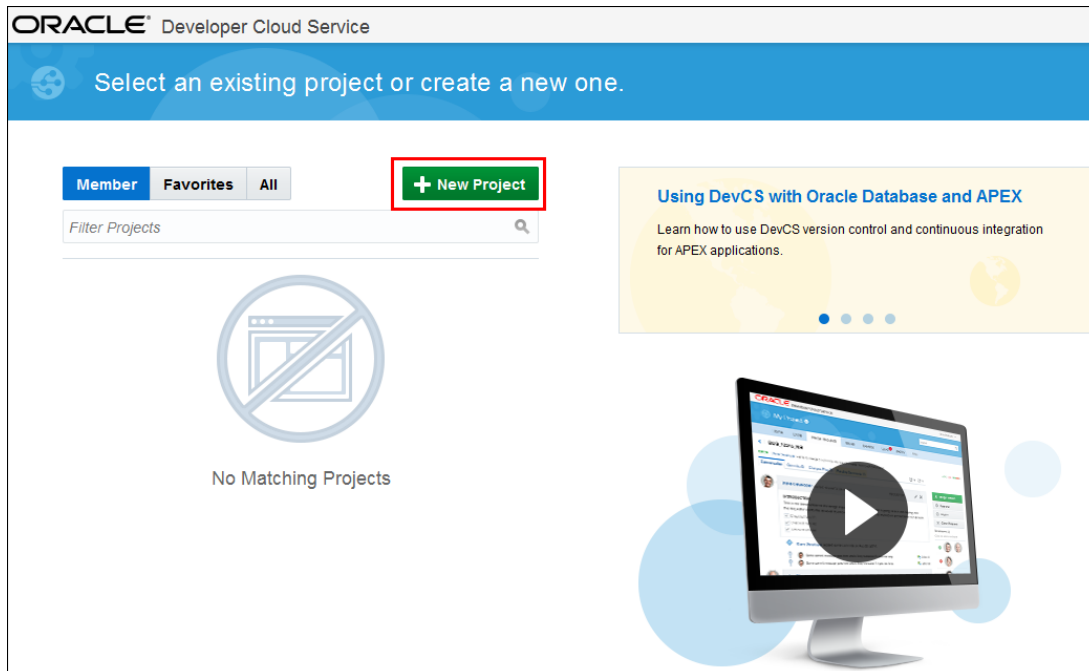 ORACLE Developer Cloud Service
Select an existing project or create a new one.
Member Favorites All
New Project
Filter Projects
No Matching Projects
Using DevCS with Oracle Database and APEX
Learn how to use DevCS version control and continuous integration
for APEX applications.
ORACLE